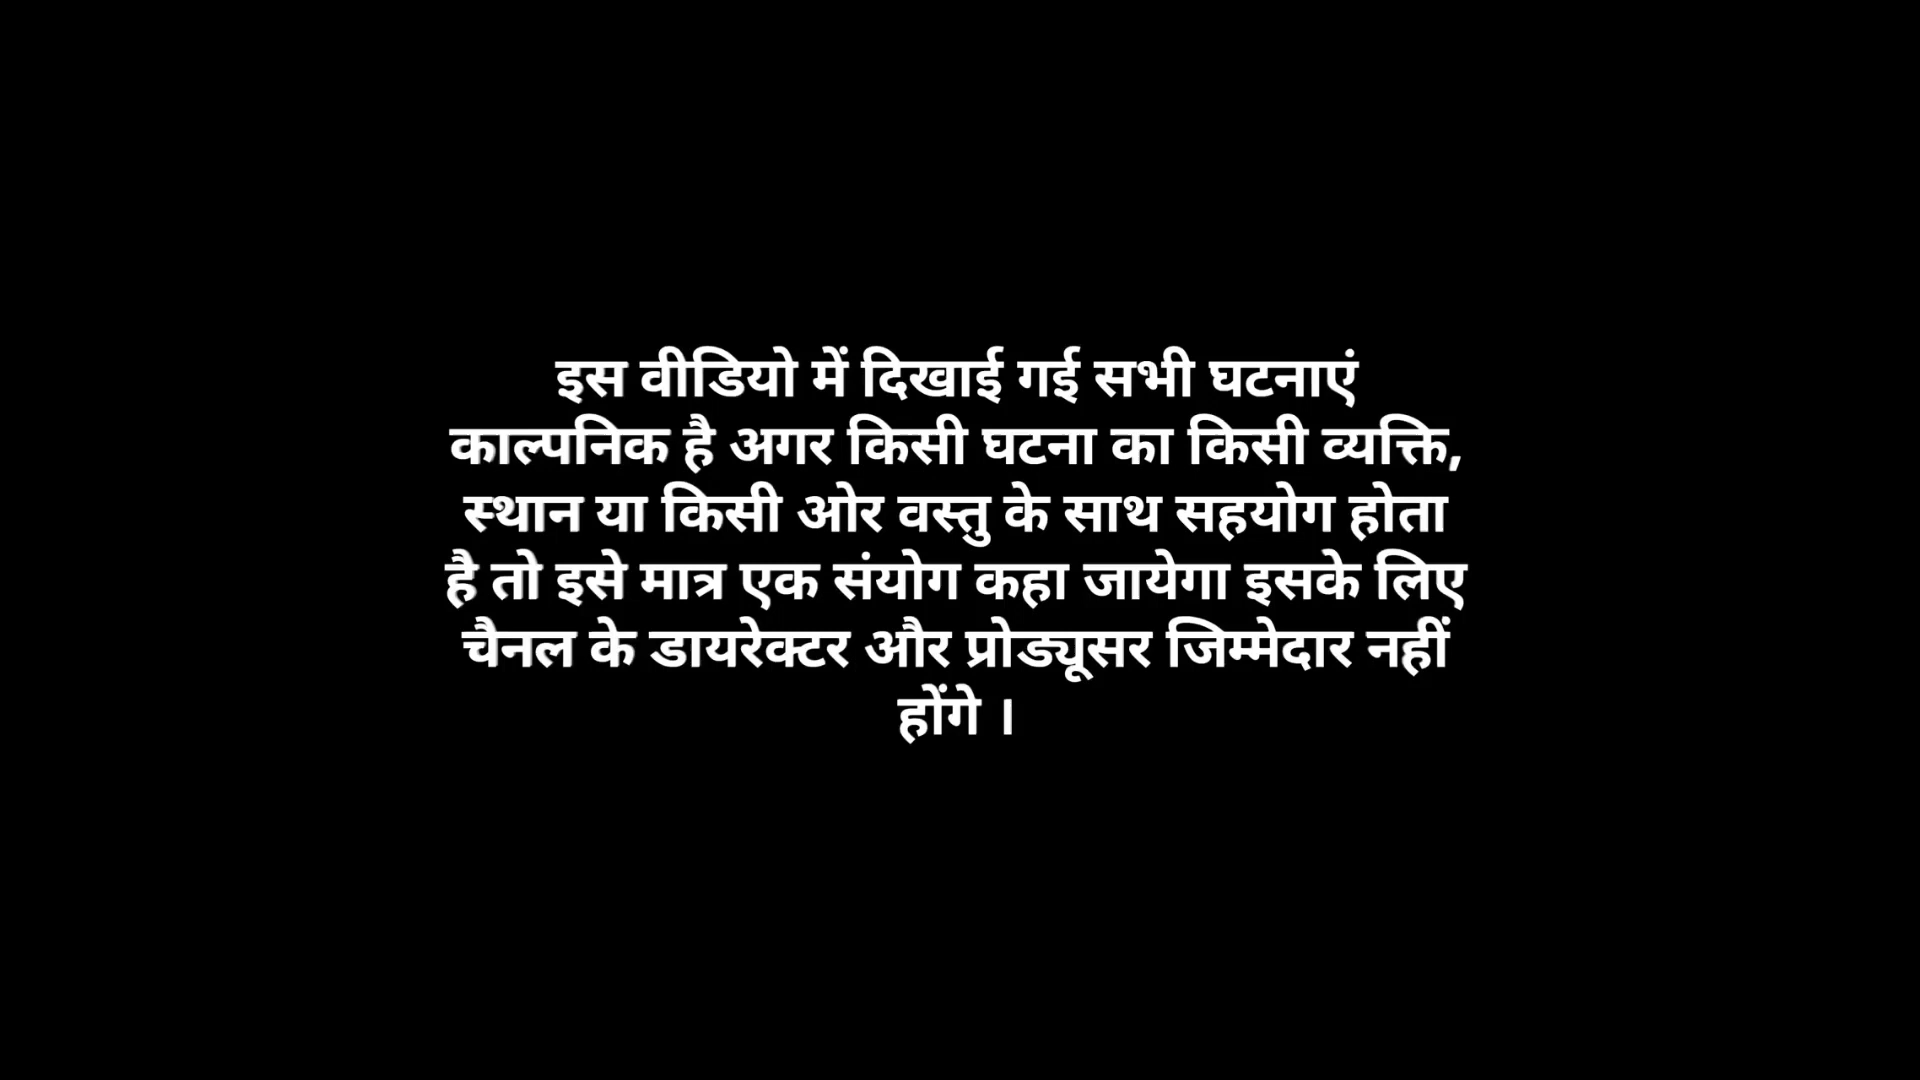 इस वीडियो में दिखाई गई सभी घटनाएं
काल्पनिक है अगर किसी घटना का किसी व्यक्ति,
स्थान या किसी ओर वस्तु के साथ सहयोग होता
है तो इसे मात्र एक संयोग कहा जायेगा इसके लिए
चैनल के डायरेक्टर और प्रोड्यूसर जिम्मेदार नहीं
होंगे ।